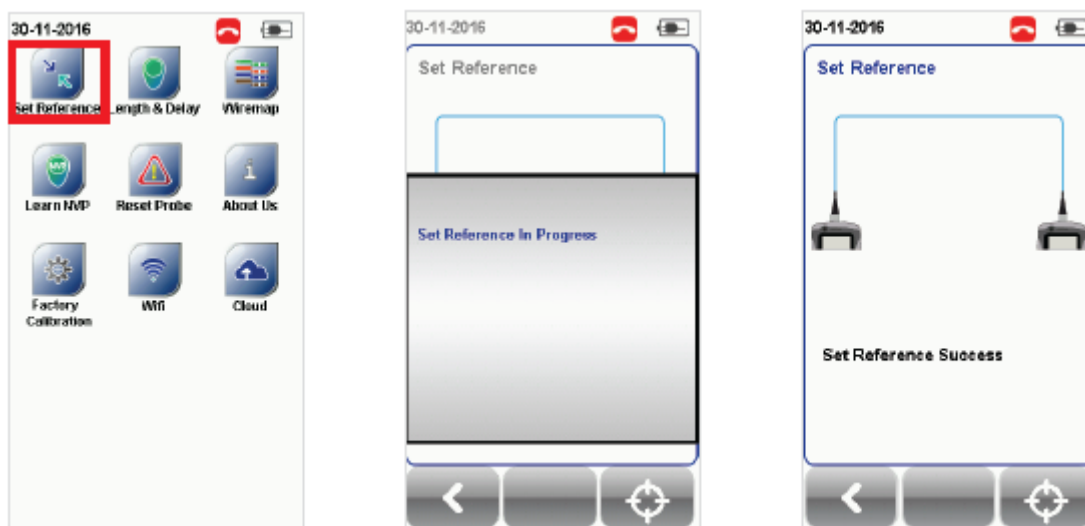 30-11-2016
Set Reference
Length & Delay
Wiremap
Learn NVP
NVP
Reset Probe
About Us
Factory
Calibration
Wifi
Cloud
30-11-2016
Set Reference
Set Reference In Progress
30-11-2016
Set Reference
Set Reference Success